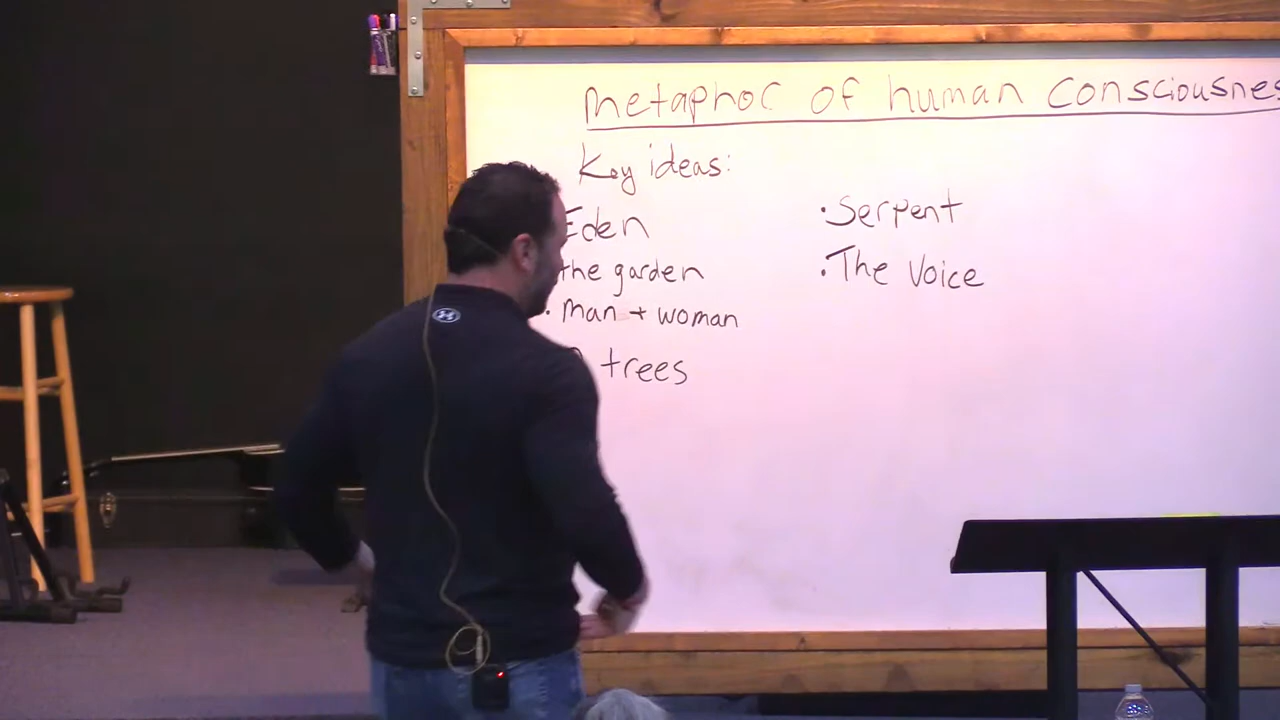 metaphor of human consciousnes
Key ideas:
Eden
the garden
• man + woman
trees
• Serpent
• The Voice